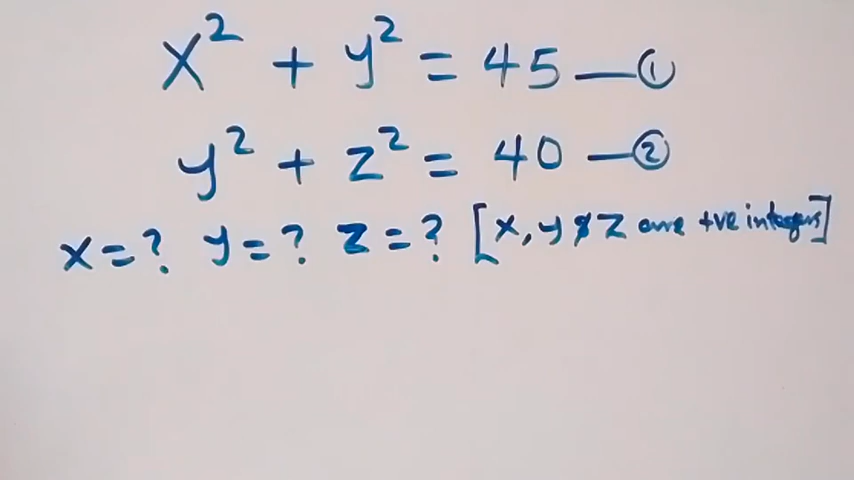 x² + y² = 45 — ①
y² + z² = 40 — ②
x = ? y = ? z = ? [x, y & z are +ve integers]